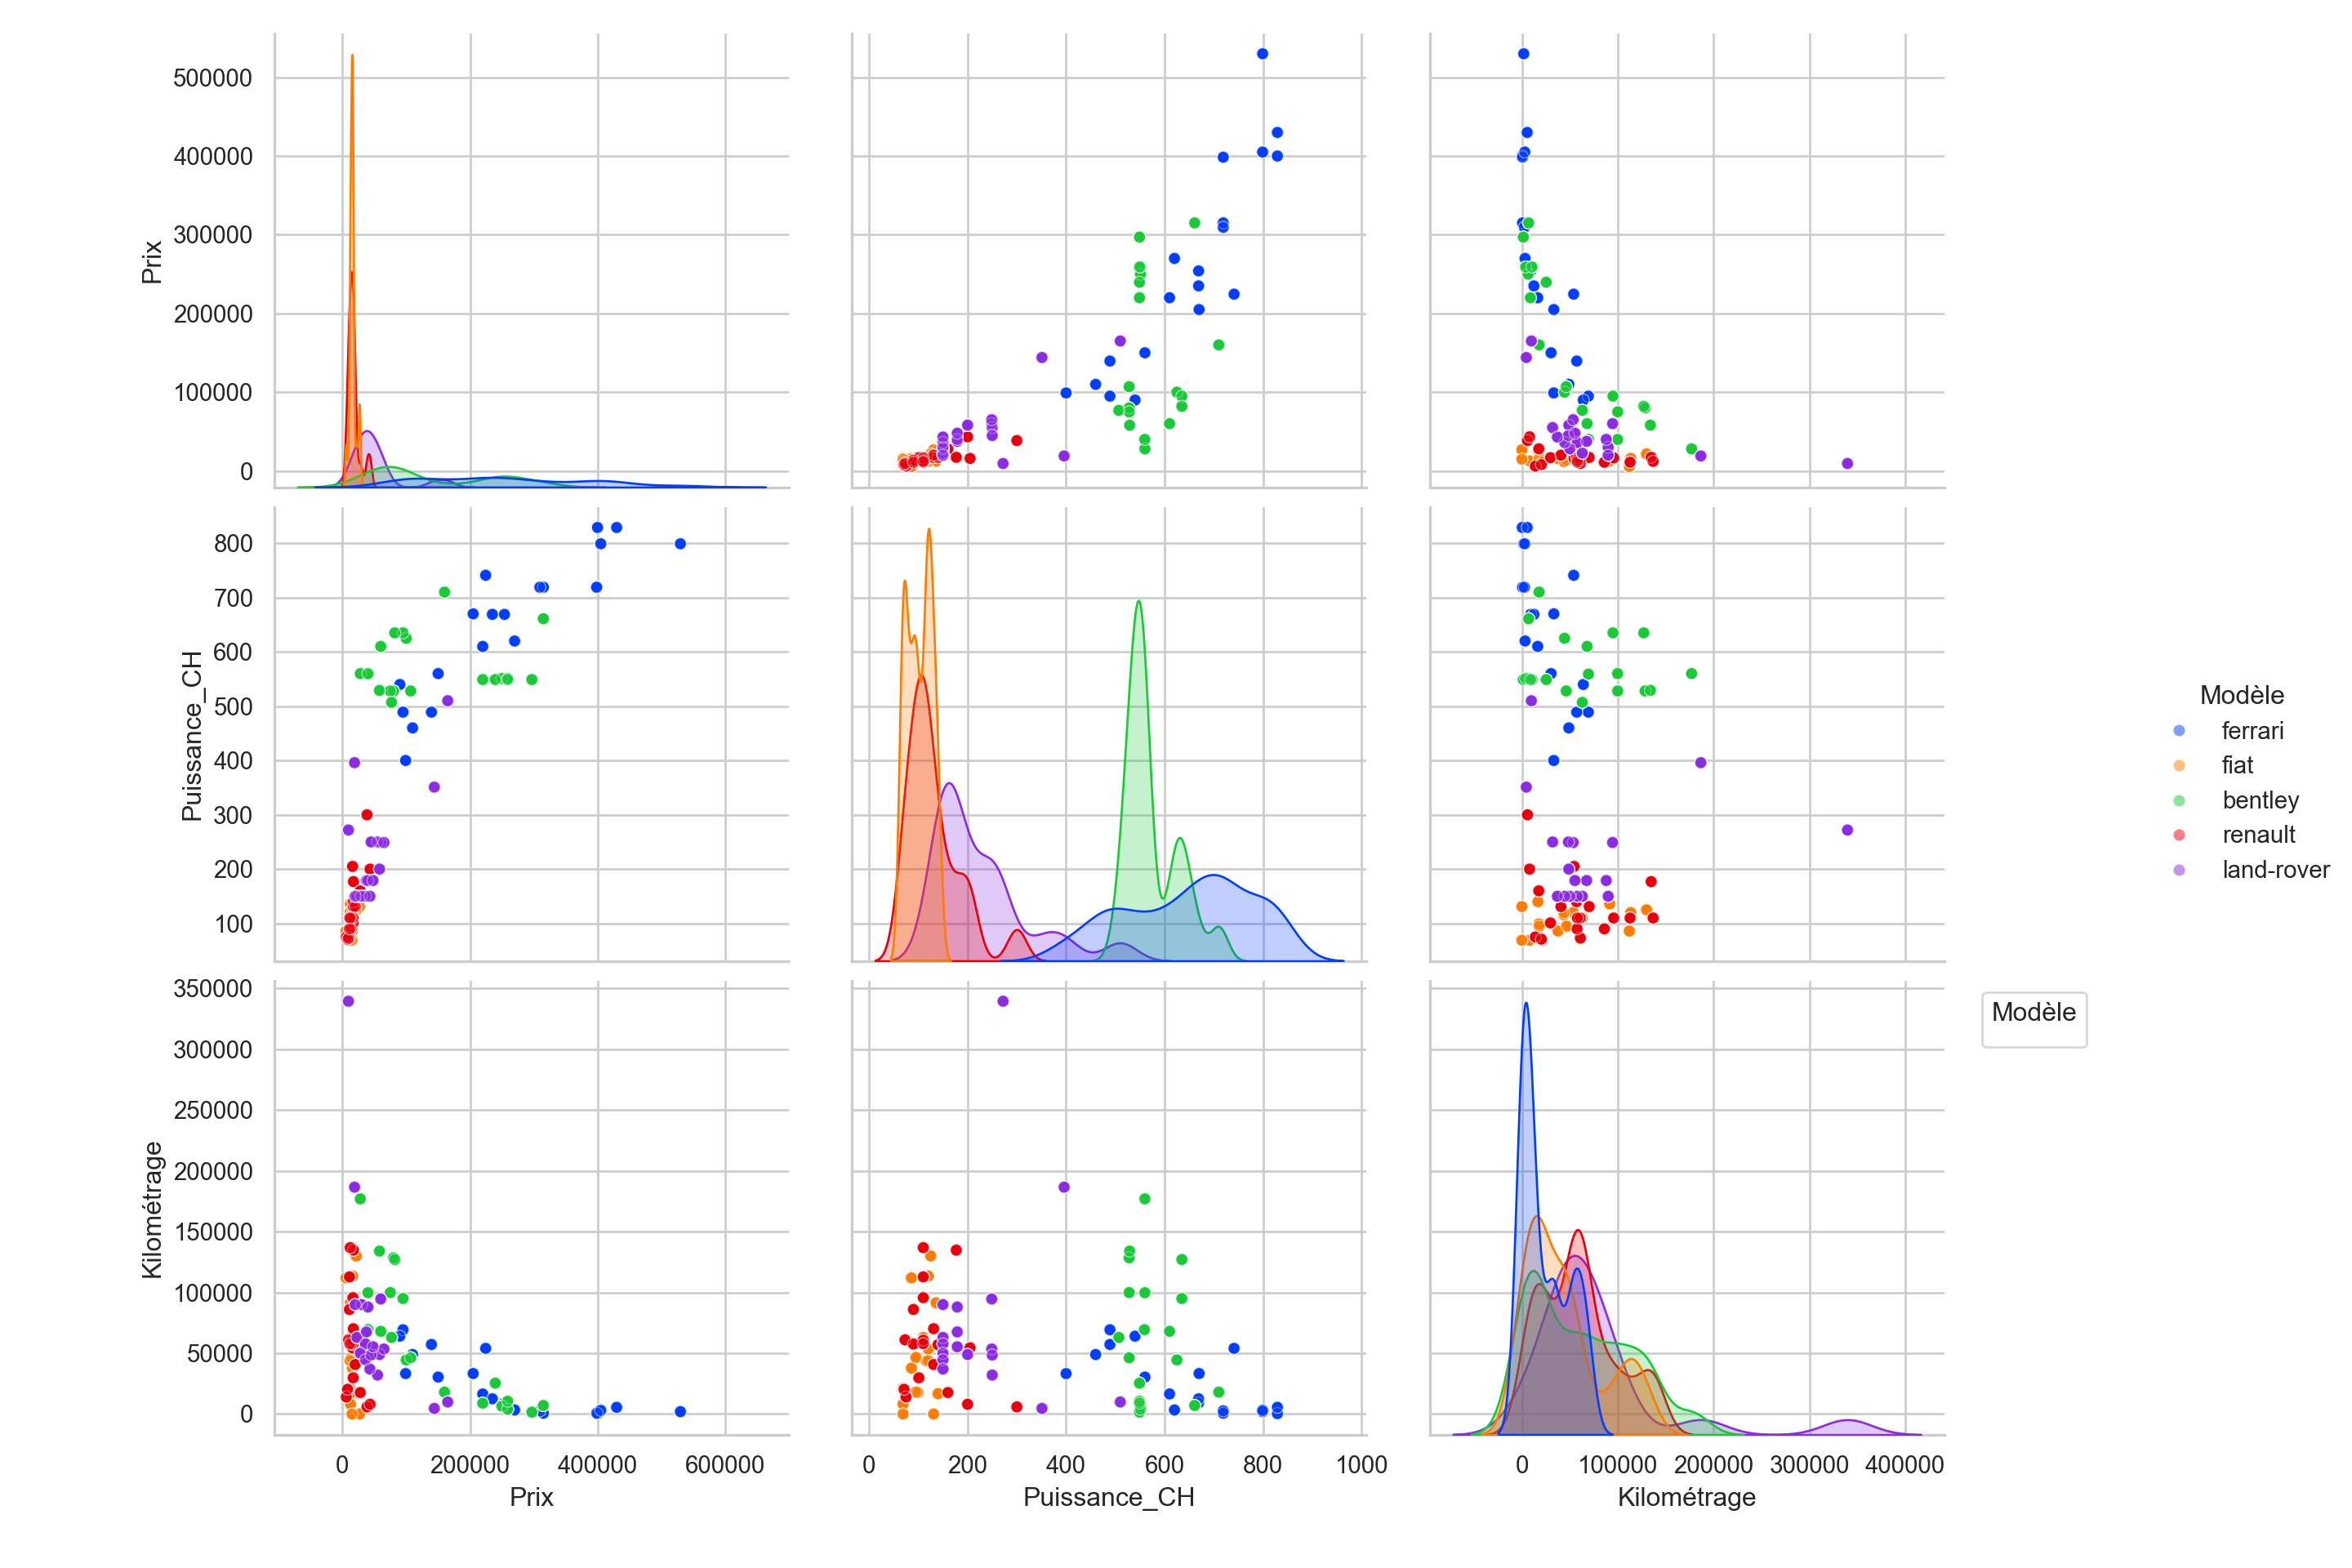 500000
400000
300000
200000
100000
0
Prix
800
700
600
500
400
300
200
100
Puissance_CH
Modèle
ferrari
fiat
bentley
renault
land-rover
350000
300000
250000
200000
150000
100000
50000
0
Kilométrage
Modèle
0 200000 400000 600000
0 200 400 600 800 1000
0 100000 200000 300000 400000
Prix
Puissance_CH
Kilométrage